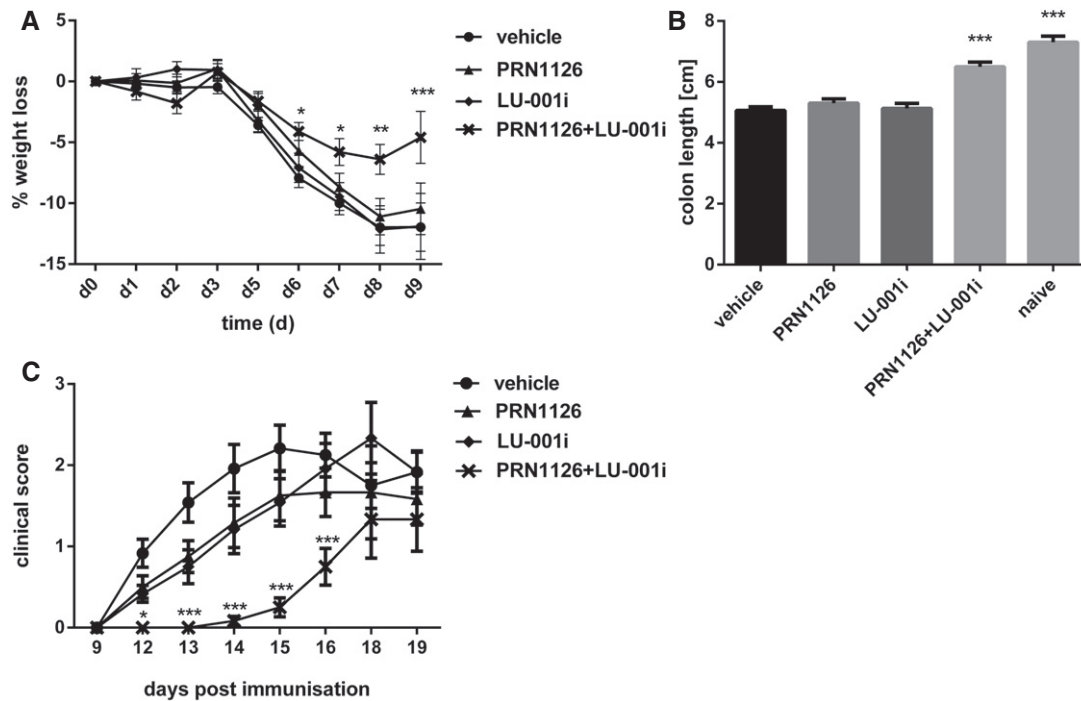 A
5
0
-5
-10
-15
% weight loss
* * ** ***
d0 d1 d2 d3 d5 d6 d7 d8 d9
time (d)
vehicle
PRN1126
LU-001i
PRN1126+LU-001i
B
8
6
4
2
0
colon length [cm]
*** ***
vehicle PRN1126 LU-001i PRN1126+LU-001i naive
C
3
2
1
0
clinical score
* *** *** *** ***
9 12 13 14 15 16 18 19
days post immunisation
vehicle
PRN1126
LU-001i
PRN1126+LU-001i